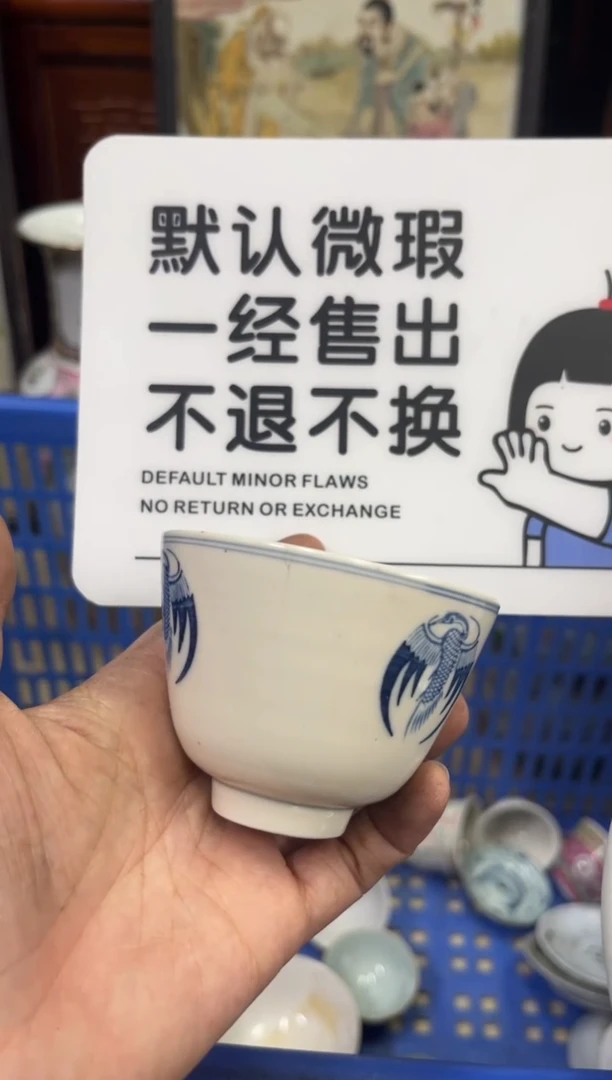 默认微瑕
一经售出
不退不换
DEFAULT MINOR FLAWS
NO RETURN OR EXCHANGE